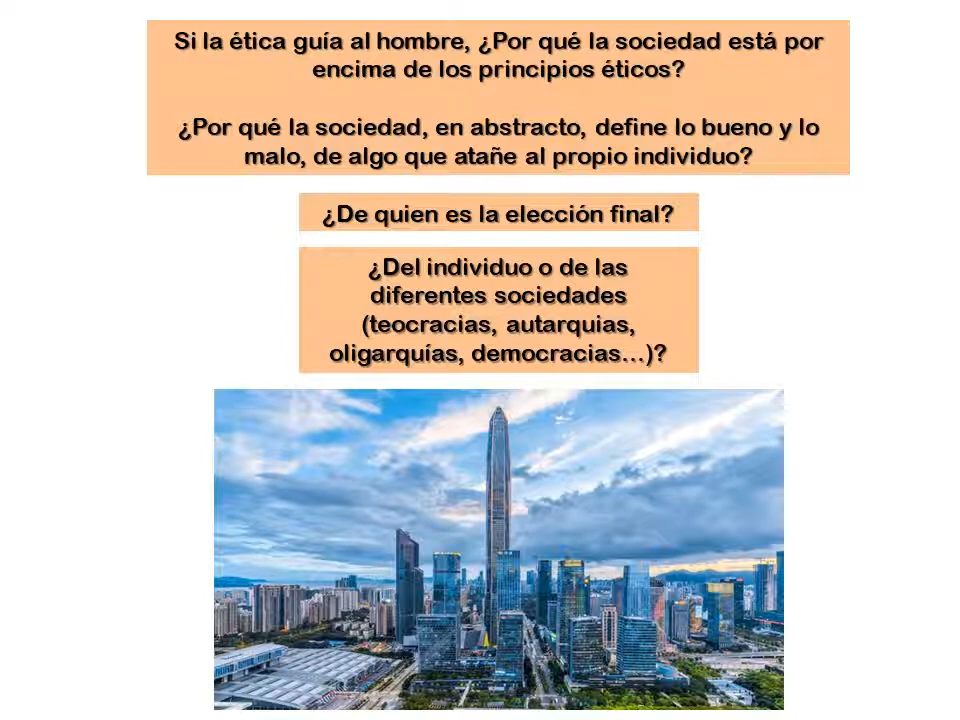 Si la ética guía al hombre, ¿Por qué la sociedad está por
encima de los principios éticos?
¿Por qué la sociedad, en abstracto, define lo bueno y lo
malo, de algo que atañe al propio individuo?
¿De quien es la elección final?
¿Del individuo o de las
diferentes sociedades
(teocracias, autarquias,
oligarquías, democracias…)?